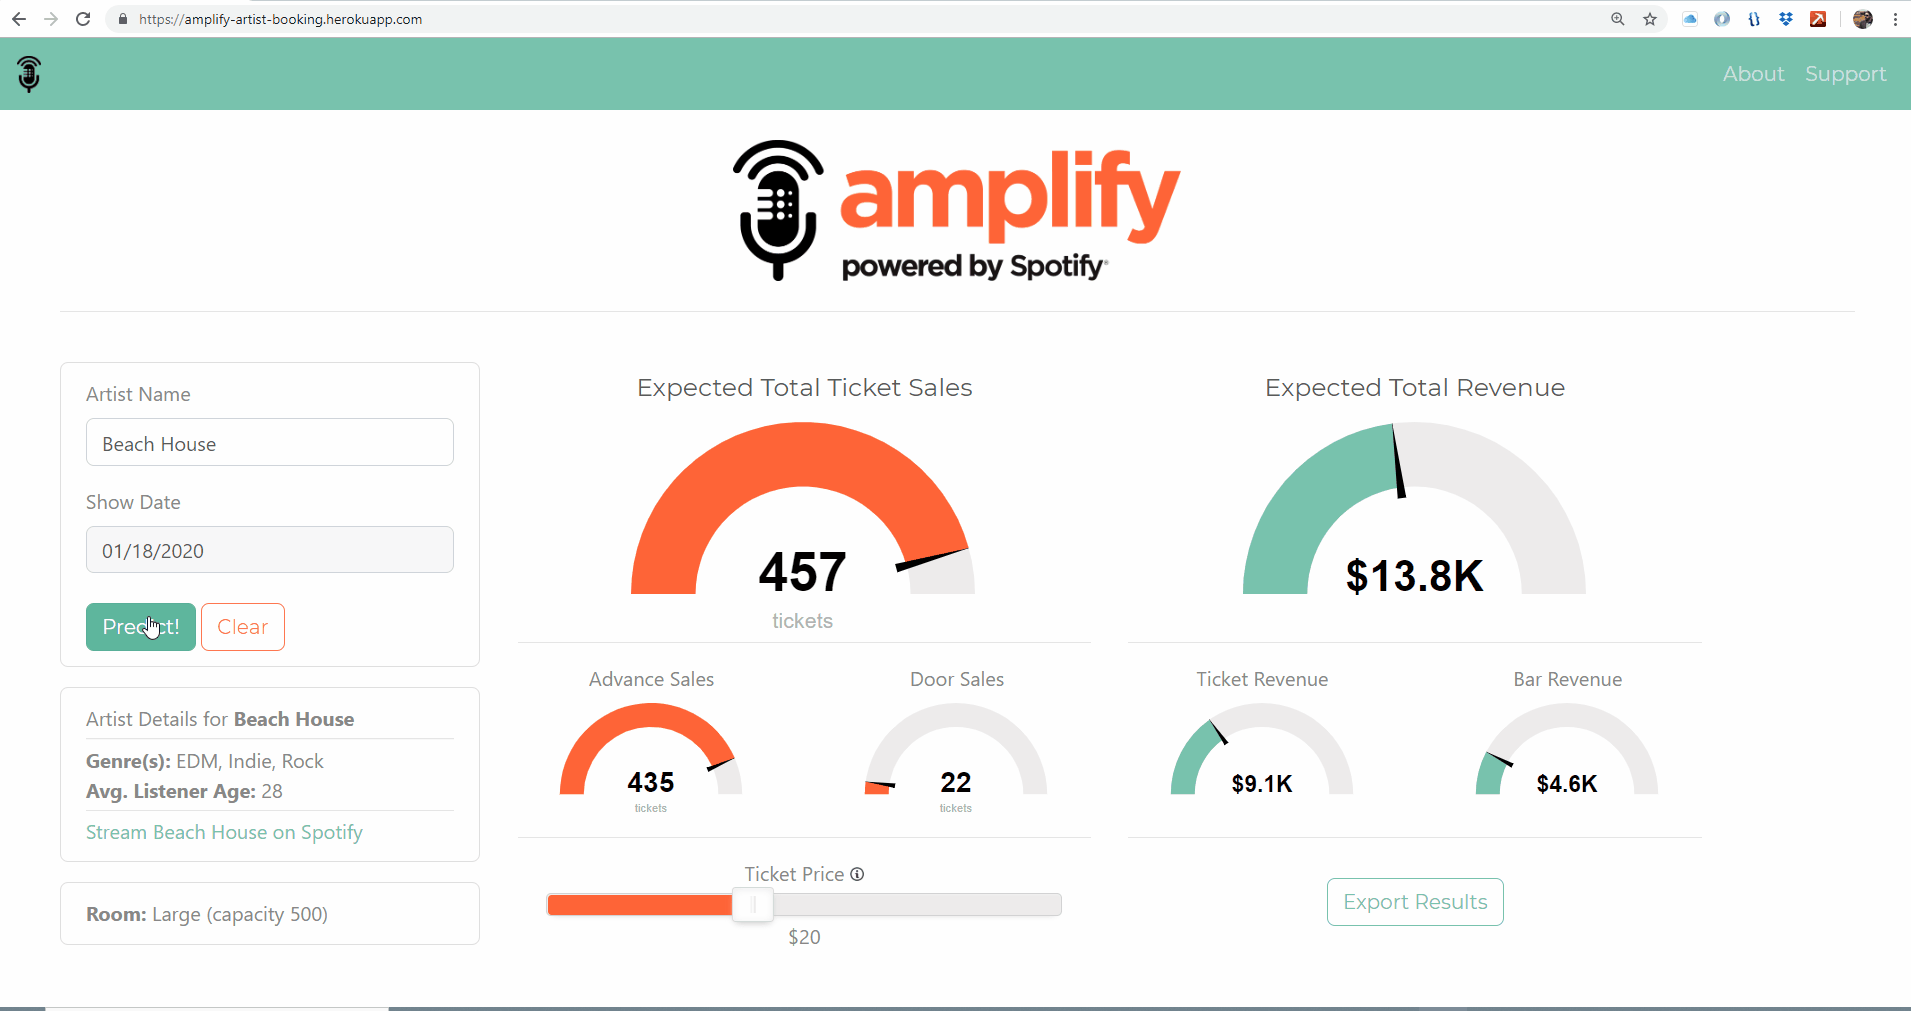 https://amplify-artist-booking.herokuapp.com
About Support
amplify
powered by Spotify®
Artist Name
Beach House
Show Date
01/18/2020
Clear
Artist Details for Beach House
Genre(s): EDM, Indie, Rock
Avg. Listener Age: 28
Stream Beach House on Spotify
Room: Large (capacity 500)
Expected Total Ticket Sales
457
tickets
Advance Sales
435
tickets
Door Sales
22
tickets
Ticket Price
$20
Expected Total Revenue
$13.8K
Ticket Revenue
$9.1K
Bar Revenue
$4.6K
Export Results